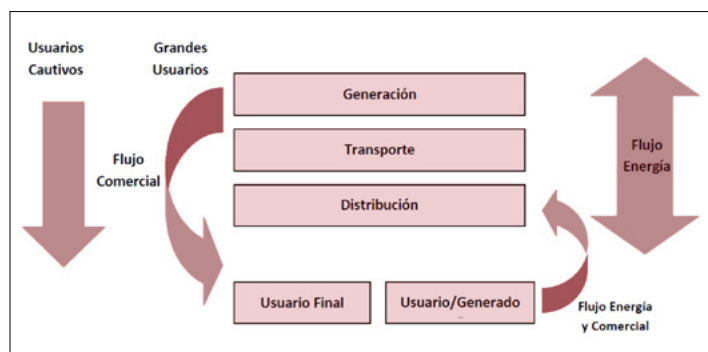 Usuarios
Cautivos
Grandes
Usuarios
Generación
Transporte
Distribución
Flujo
Comercial
Flujo
Energía
Usuario Final
Usuario/Generado
Flujo Energía
y Comercial